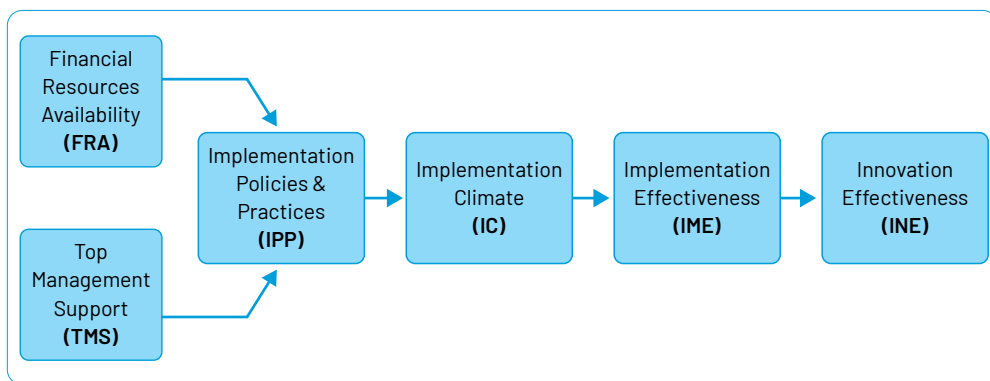 Financial
Resources
Availability
(FRA)
Top
Management
Support
(TMS)
Implementation
Policies &
Practices
(IPP)
Implementation
Climate
(IC)
Implementation
Effectiveness
(IME)
Innovation
Effectiveness
(INE)